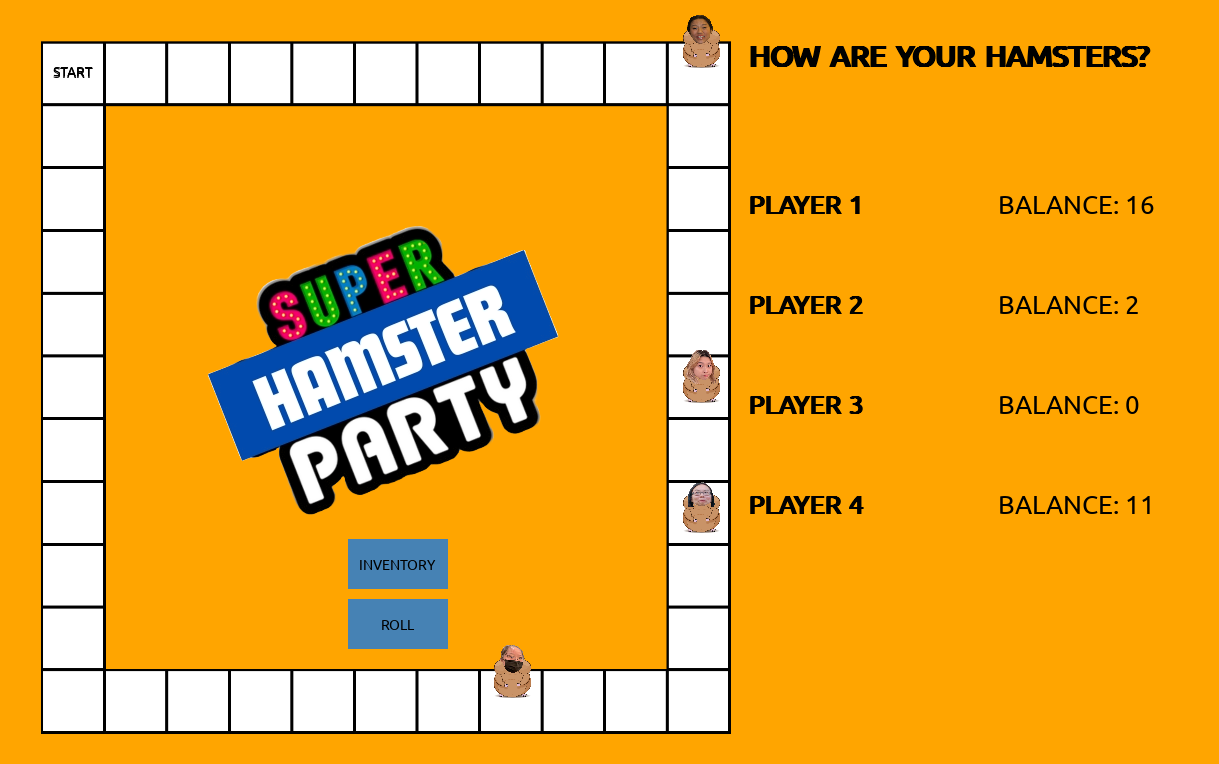 START
HOW ARE YOUR HAMSTERS?
PLAYER 1 BALANCE: 16
PLAYER 2 BALANCE: 2
PLAYER 3 BALANCE: 0
PLAYER 4 BALANCE: 11
SUPER
HAMSTER
PARTY
INVENTORY
ROLL